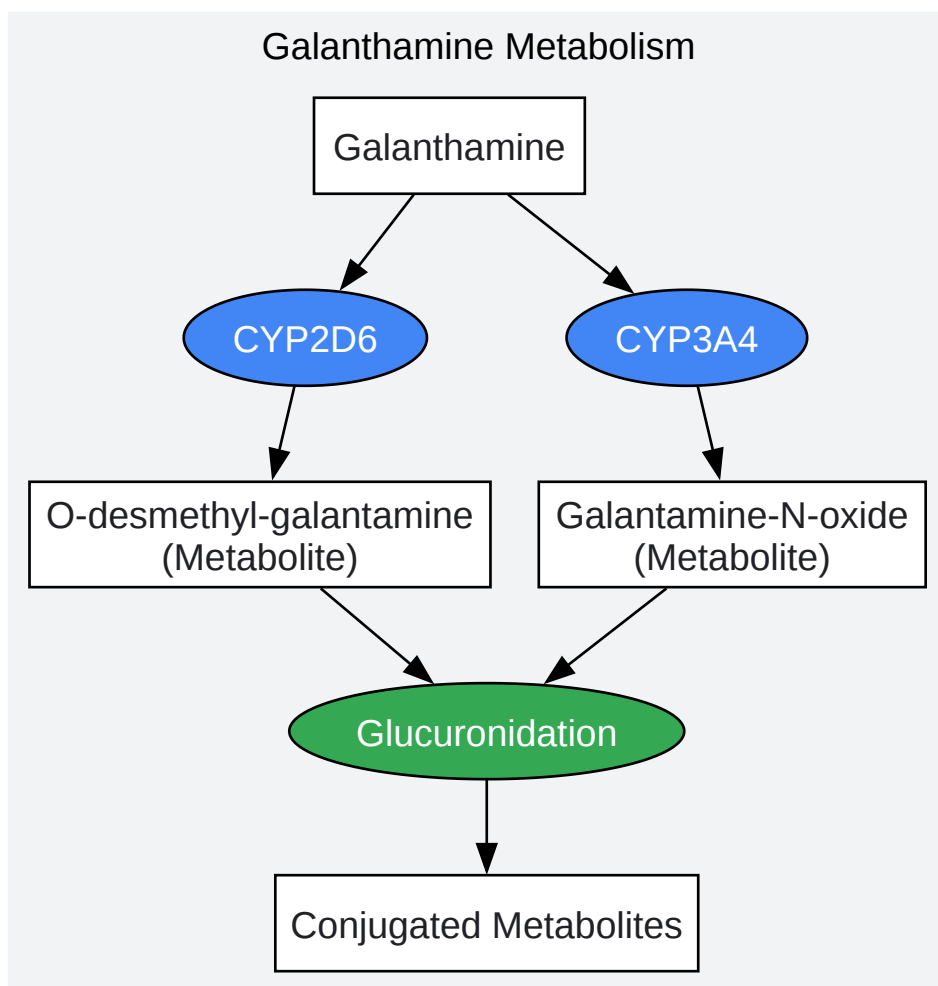 Galanthamine Metabolism
Galanthamine
CYP2D6
CYP3A4
O-desmethyl-galantamine
(Metabolite)
Galantamine-N-oxide
(Metabolite)
Glucuronidation
Conjugated Metabolites